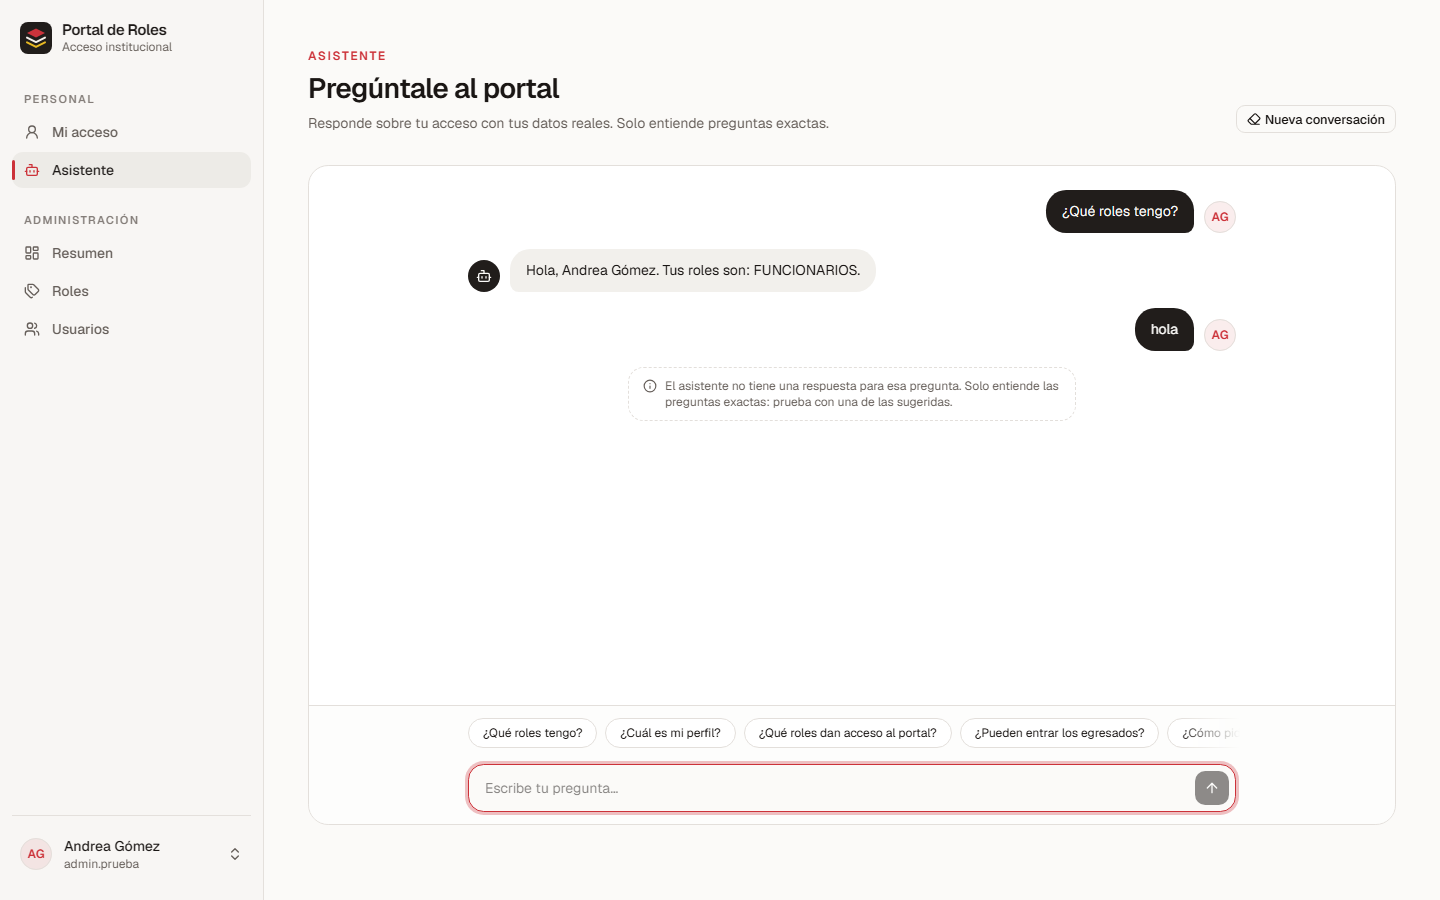 Portal de Roles
Acceso institucional
PERSONAL
Mi acceso
Asistente
ADMINISTRACIÓN
Resumen
Roles
Usuarios
AG
Andrea Gómez
admin.prueba
ASISTENTE
Pregúntale al portal
Responde sobre tu acceso con tus datos reales. Solo entiende preguntas exactas.
Nueva conversación
¿Qué roles tengo?
AG
Hola, Andrea Gómez. Tus roles son: FUNCIONARIOS.
hola
AG
El asistente no tiene una respuesta para esa pregunta. Solo entiende las
preguntas exactas: prueba con una de las sugeridas.
¿Qué roles tengo?
¿Cuál es mi perfil?
¿Qué roles dan acceso al portal?
¿Pueden entrar los egresados?
¿Cómo
Escribe tu pregunta...